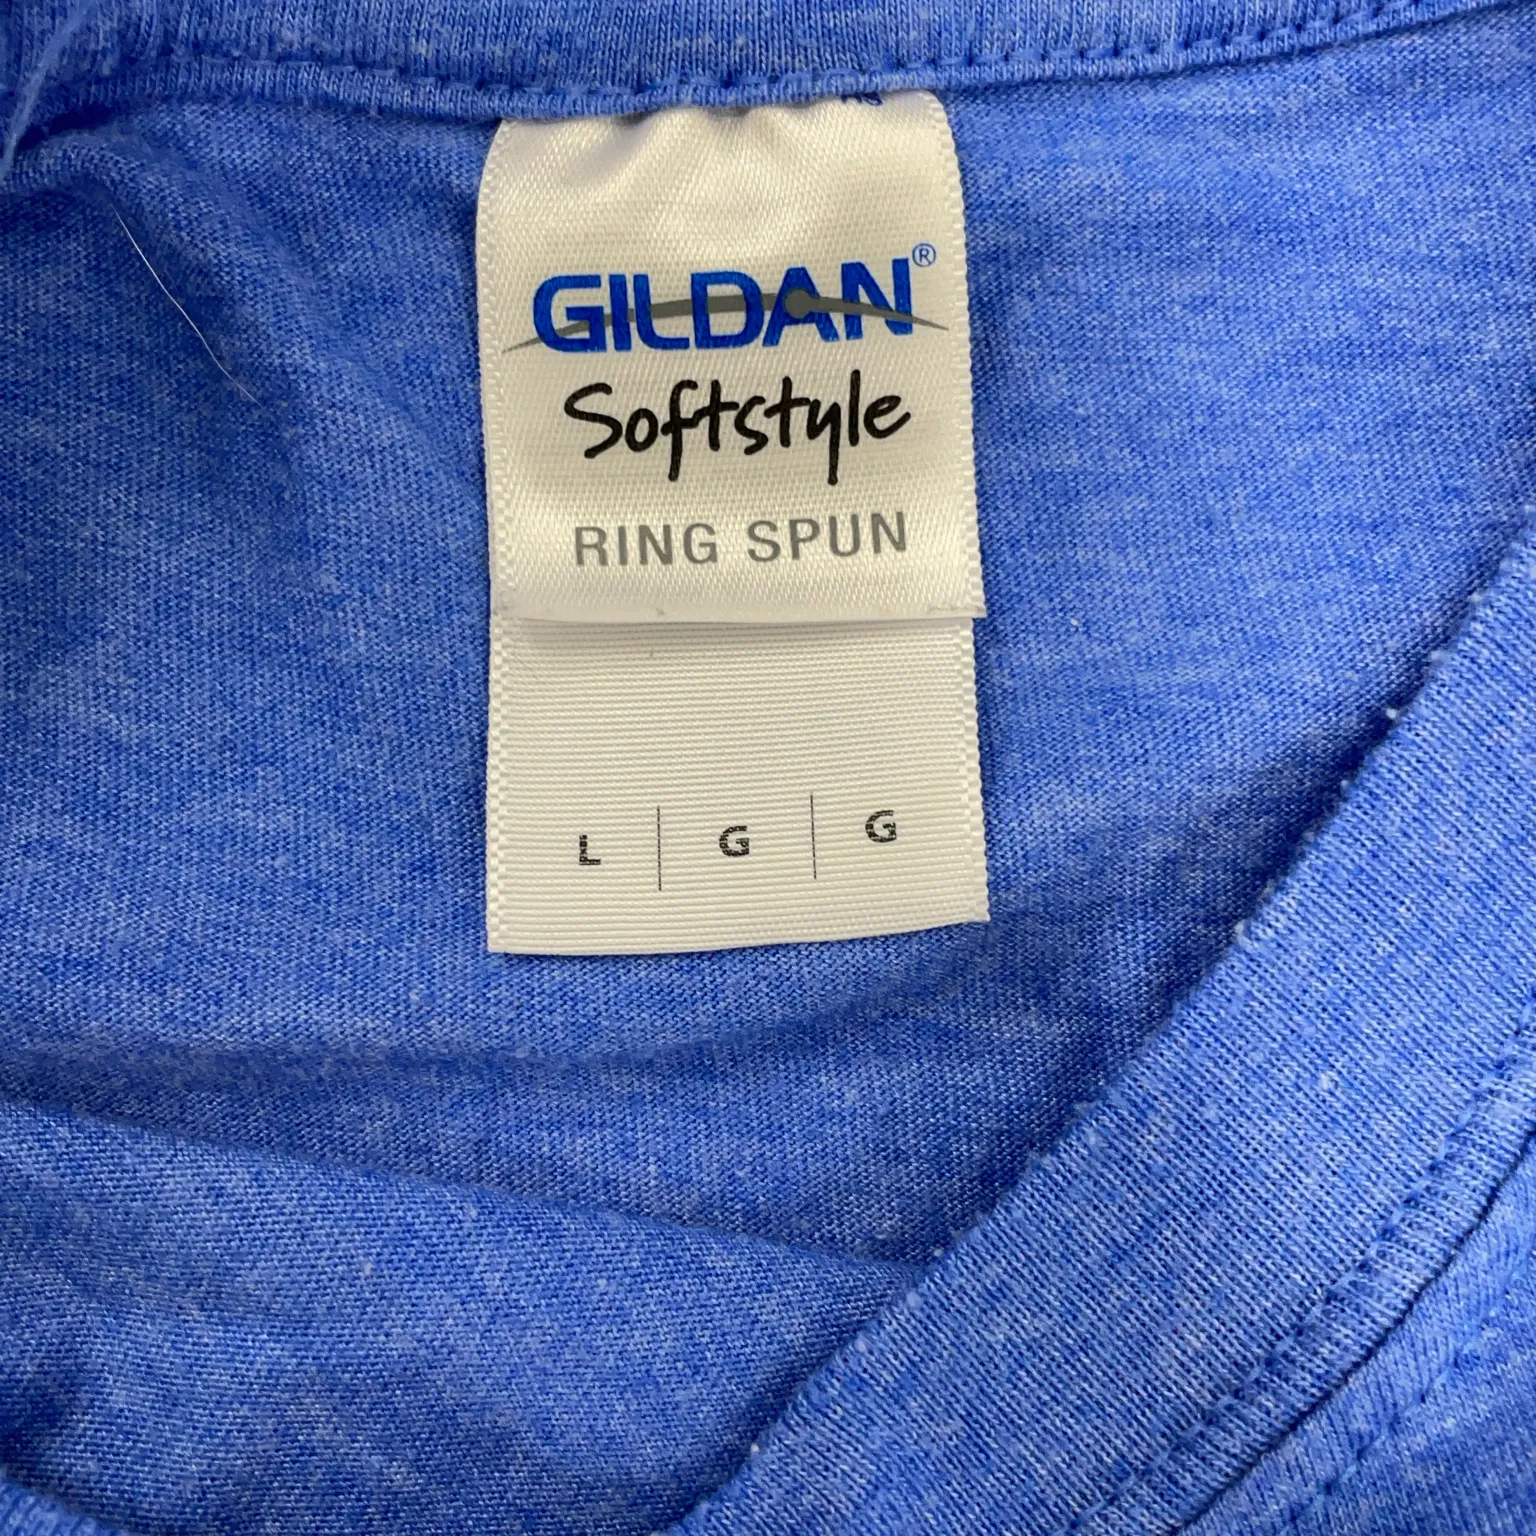 GILDAN®
Softstyle
RING SPUN
L | G | G